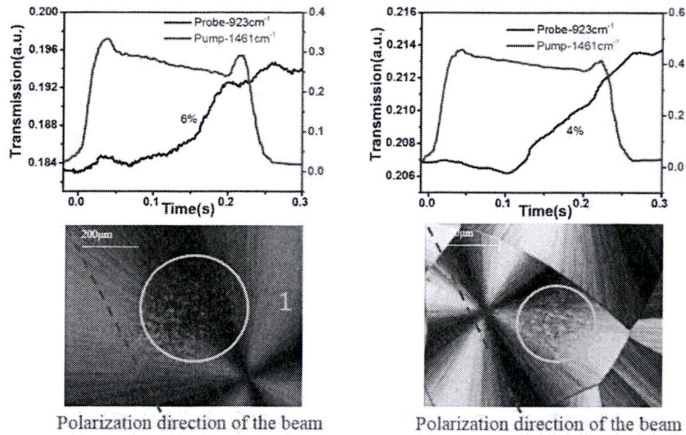 0.200
0.196
0.192
0.188
0.184
Transmission(a.u.)
Probe-923cm⁻¹
Pump-1461cm⁻¹
6%
0.4
0.3
0.2
0.1
0.0
0.0 0.1 0.2 0.3
Time(s)
0.216
0.214
0.212
0.210
0.208
0.206
Transmission(a.u.)
Probe-923cm⁻¹
Pump-1461cm⁻¹
4%
0.6
0.4
0.2
0.0
0.0 0.1 0.2 0.3
Time(s)
200μm
1
Polarization direction of the beam
Polarization direction of the beam